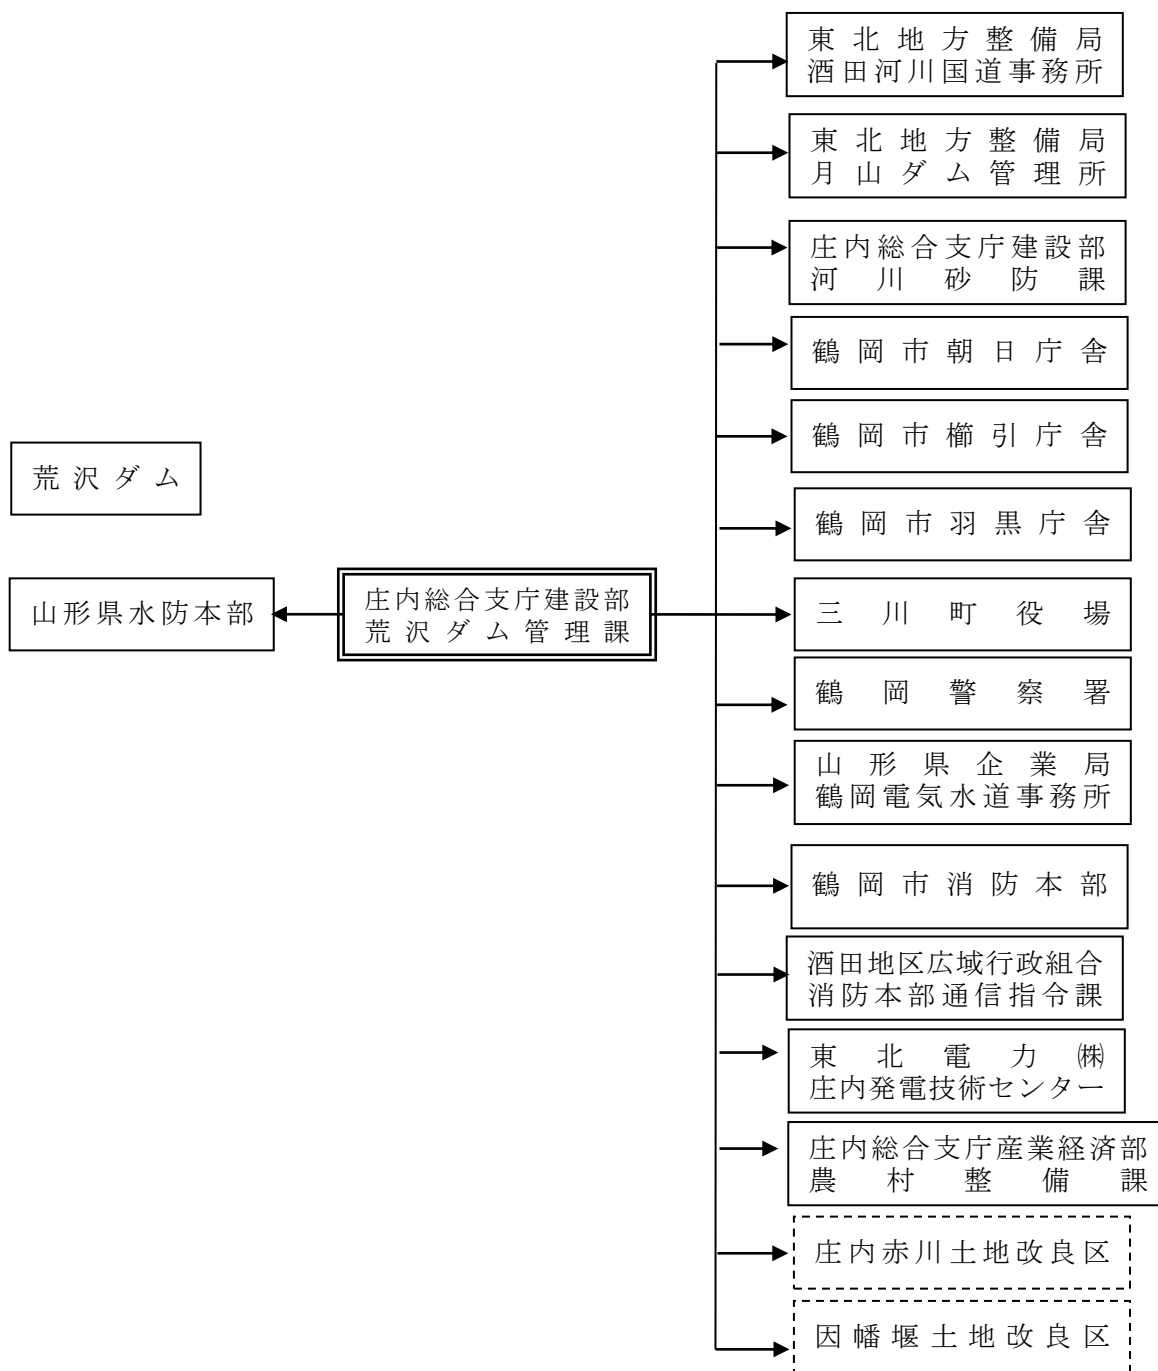 東北地方整備局
酒田河川国道事務所
東北地方整備局
月山ダム管理所
庄内総合支庁建設部
河川砂防課
鶴岡市朝日庁舎
鶴岡市櫛引庁舎
荒沢ダム
鶴岡市羽黒庁舎
山形県水防本部
庄内総合支庁建設部
荒沢ダム管理課
三川町役場
鶴岡警察署
山形県企業局
鶴岡電気水道事務所
鶴岡市消防本部
酒田地区広域行政組合
消防本部通信指令課
東北電力㈱
庄内発電技術センター
庄内総合支庁産業経済部
農村整備課
庄内赤川土地改良区
因幡堰土地改良区